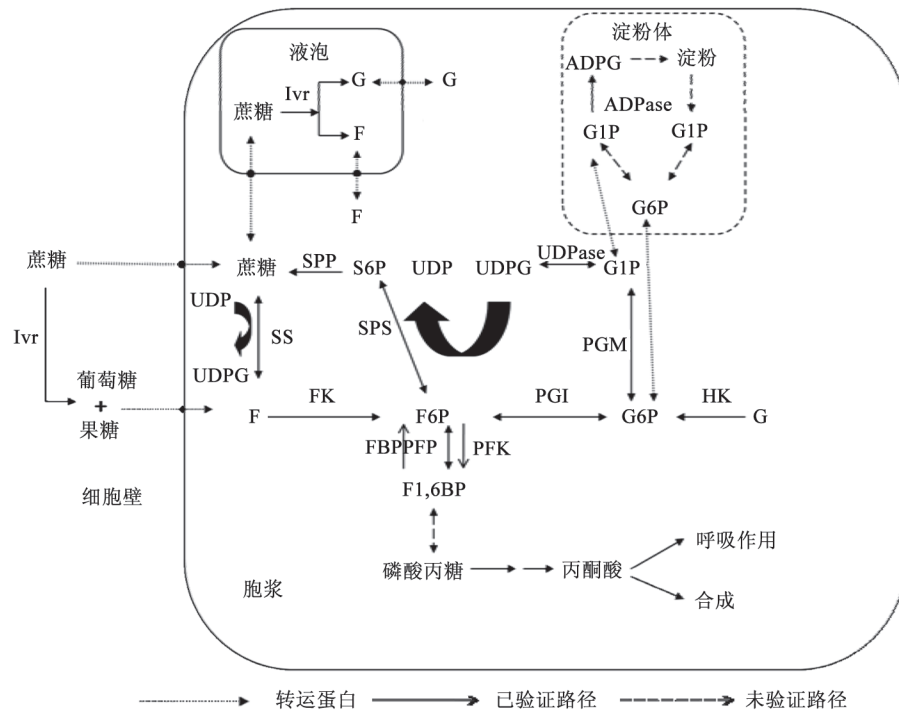 液泡
Ivr
蔗糖
G
G
F
F
淀粉体
ADPG
淀粉
ADPase
G1P
G1P
G6P
蔗糖
蔗糖
SPP
S6P
UDP
UDPG
UDPase
G1P
UDP
SS
UDPG
SPS
PGM
Ivr
葡萄糖
+
果糖
F
FK
F6P
PGI
G6P
HK
G
FBPPFP
PFK
F1,6BP
细胞壁
胞浆
磷酸丙糖
丙酮酸
呼吸作用
合成
转运蛋白
已验证路径
未验证路径